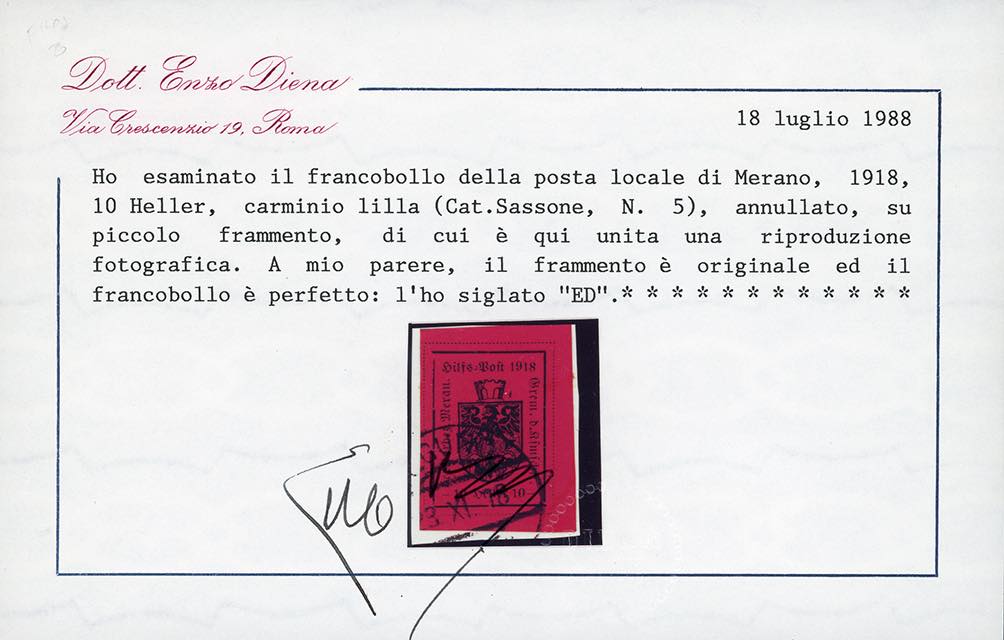 Dott. Enzo Diena
Via Crescenzio 19, Roma
18 luglio 1988
Ho esaminato il francobollo della posta locale di Merano, 1918,
10 Heller, carminio lilla (Cat.Sassone, N. 5), annullato, su
piccolo frammento, di cui è qui unita una riproduzione
fotografica. A mio parere, il frammento è originale ed il
francobollo è perfetto: l'ho siglato "ED".* * * * * * * * * * * *
Hilfs-Post 1918
Meran.
10
XI. 18